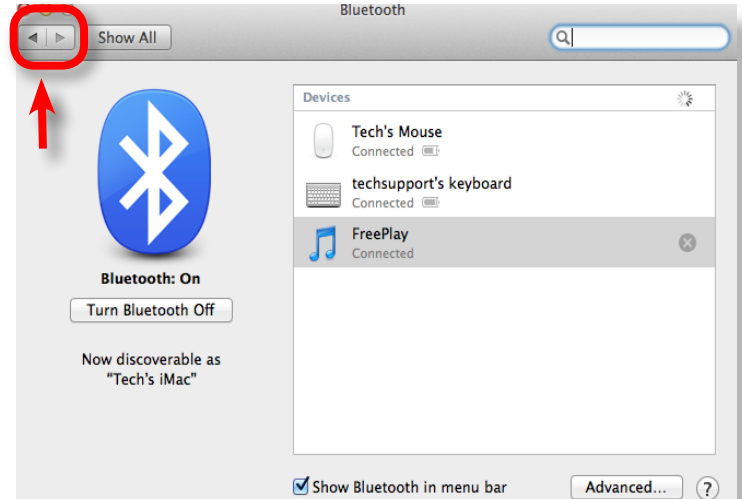 Bluetooth
Show All
Devices
Tech's Mouse
Connected
techsupport's keyboard
Connected
FreePlay
Connected
Bluetooth: On
Turn Bluetooth Off
Now discoverable as
“Tech's iMac”
Show Bluetooth in menu bar
Advanced...
?